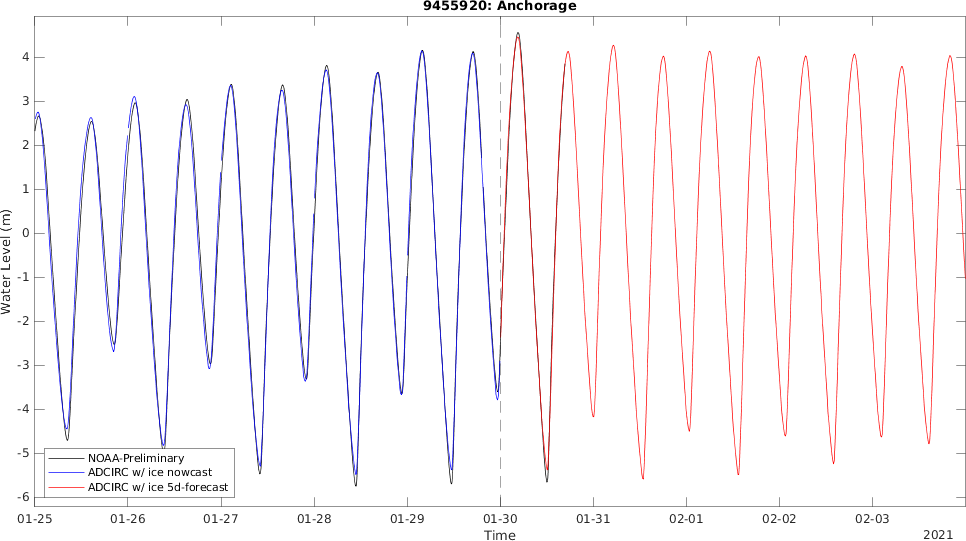 9455920: Anchorage
Water Level (m)
4
3
2
1
0
-1
-2
-3
-4
-5
-6
NOAA-Preliminary
ADCIRC w/ ice nowcast
ADCIRC w/ ice 5d-forecast
01-25 01-26 01-27 01-28 01-29 01-30 01-31 02-01 02-02 02-03
Time
2021